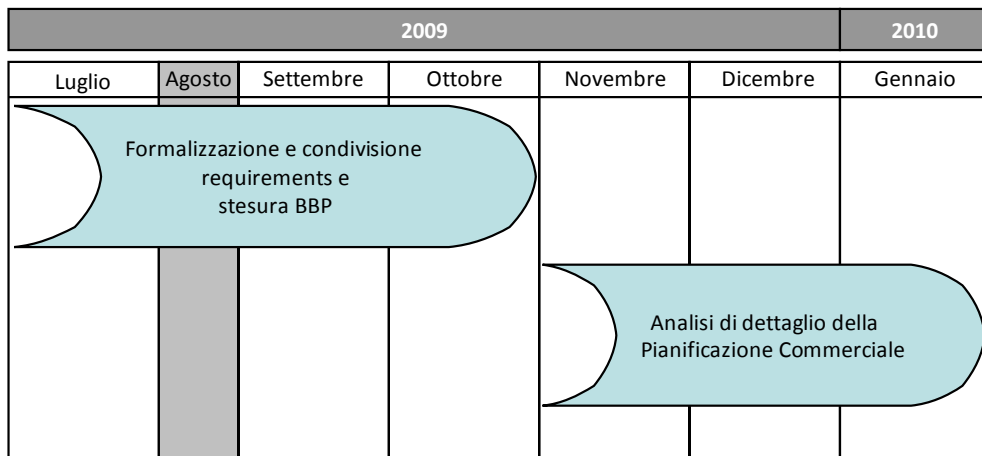 2009 2010
Luglio Agosto Settembre Ottobre Novembre Dicembre Gennaio
Formalizzazione e condivisione
requirements e
stesura BBP
Analisi di dettaglio della
Pianificazione Commerciale